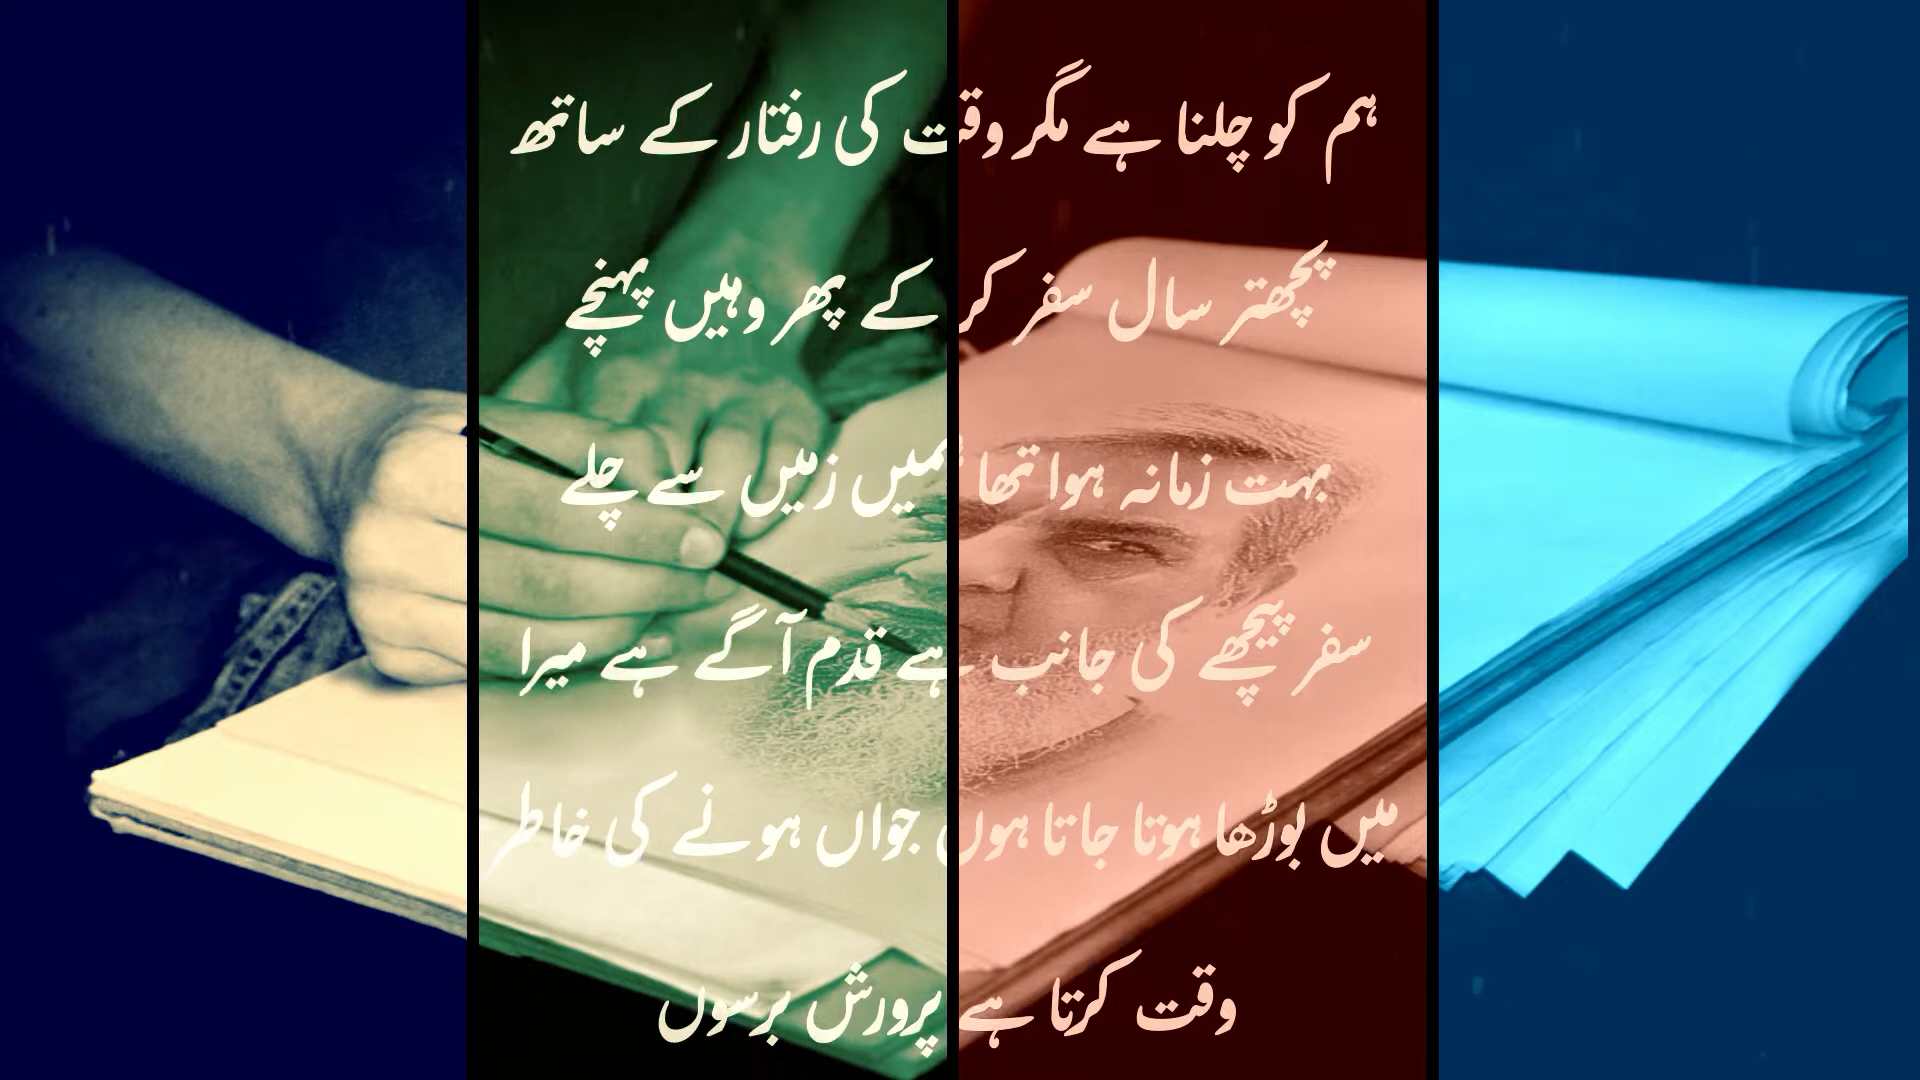 ہم کو چلنا ہے مگر وقت کی رفتار کے ساتھ
پچھتر سال سفر کر کے پھر وہیں پہنچے
بہت زمانہ ہوا تھا ہمیں زمیں سے چلے
سفر پیچھے کی جانب ہے قدم آگے ہے میرا
میں بوڑھا ہوتا جاتا ہوں جواں ہونے کی خاطر
وقت کرتا ہے پرورش برسوں